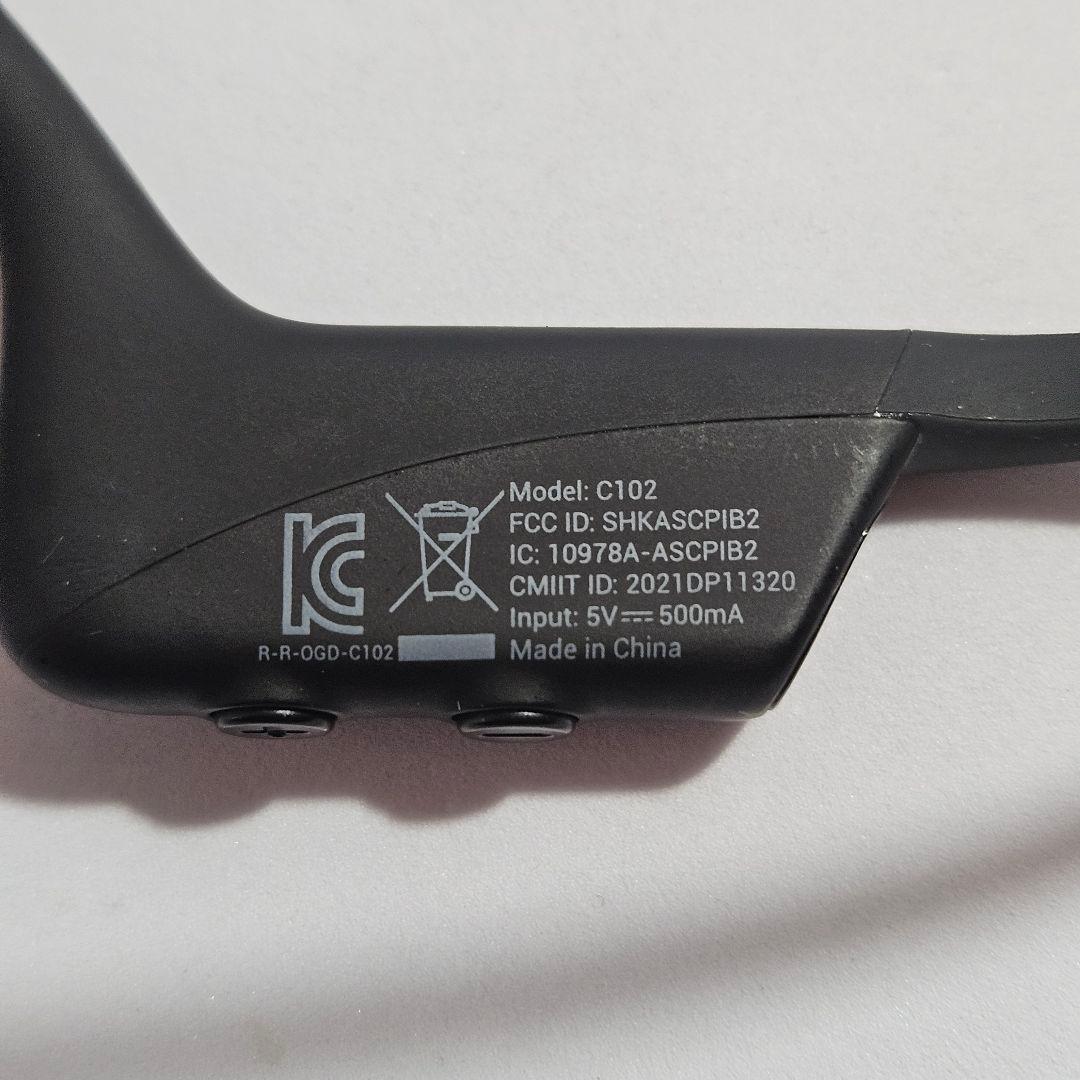 Model: C102
FCC ID: SHKASCPIB2
IC: 10978A-ASCPIB2
CMIIT ID: 2021DP11320
Input: 5V⎓500mA
Made in China
R-R-OGD-C102